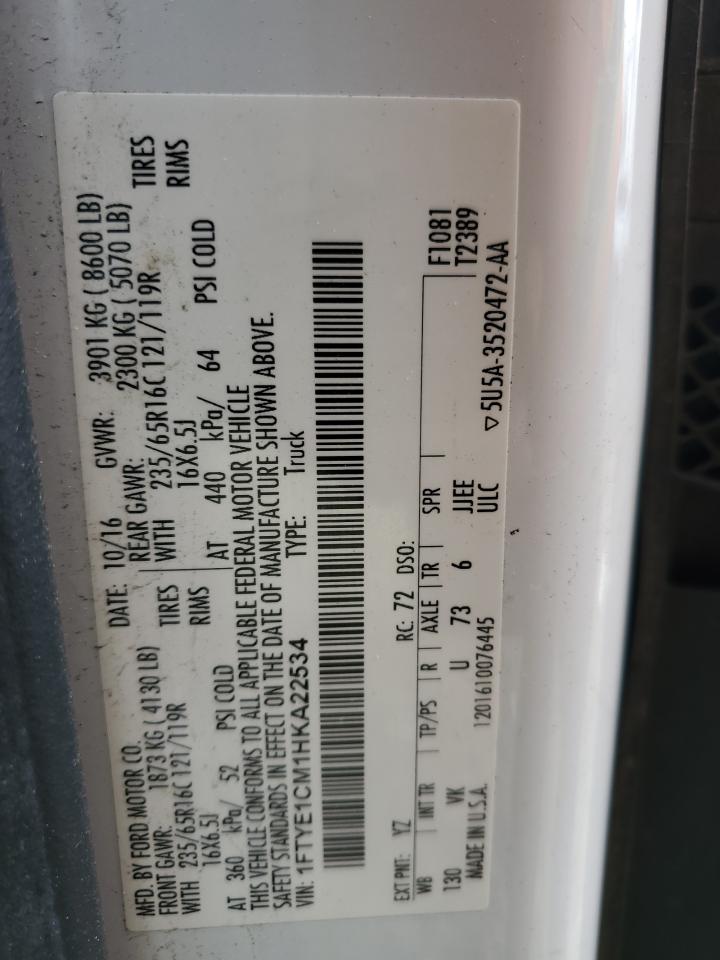 MFD. BY FORD MOTOR CO.
DATE: 10/16 GVWR: 3901 KG ( 8600 LB)
FRONT GAWR: 1873 KG ( 4130 LB)
REAR GAWR: 2300 KG ( 5070 LB)
WITH 235/65R16C 121/119R TIRES
WITH 235/65R16C 121/119R TIRES
16X6.5J RIMS
16X6.5J RIMS
AT 360 kPa/ 52 PSI COLD
AT 440 kPa/ 64 PSI COLD
THIS VEHICLE CONFORMS TO ALL APPLICABLE FEDERAL MOTOR VEHICLE
SAFETY STANDARDS IN EFFECT ON THE DATE OF MANUFACTURE SHOWN ABOVE.
VIN: 1FTYE1CM1HKA22534 TYPE: Truck
EXT PNT: YZ RC: 72 DSO: F1081
WB INT TR TP/PS R AXLE TR SPR T2389
130 VK U 73 6 JJEE
MADE IN U.S.A. 1201610076445 ULC ▽5U5A-3520472-AA